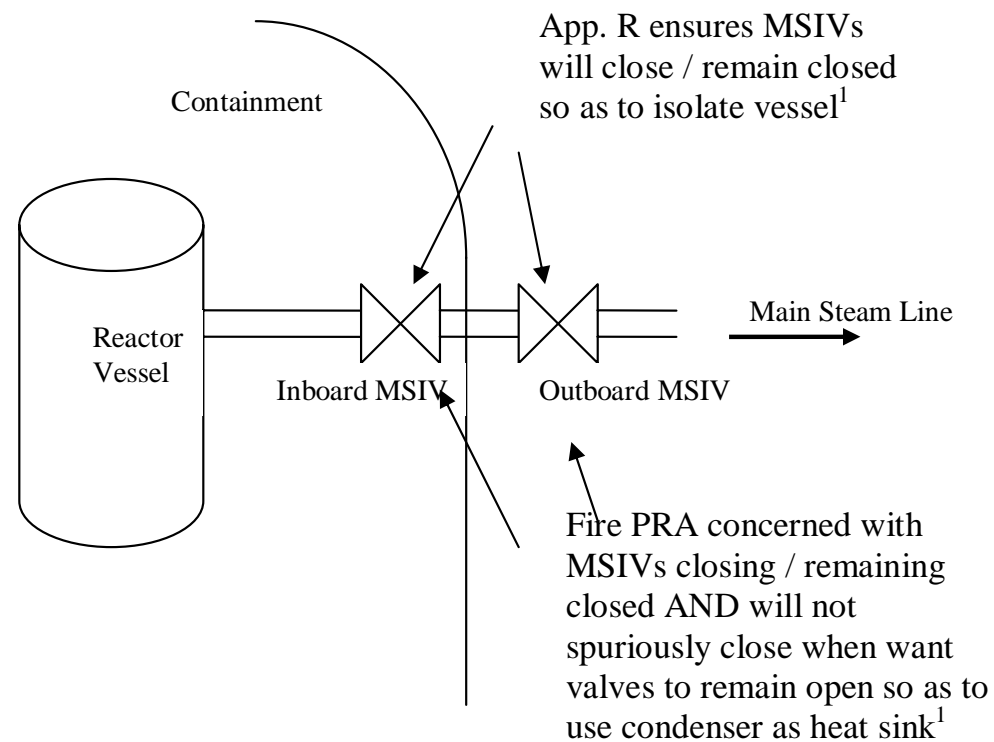 App. R ensures MSIVs
will close / remain closed
so as to isolate vessel1
Containment
Main Steam Line
Reactor
Vessel
Inboard MSIV
Outboard MSIV
Fire PRA concerned with
MSIVs closing / remaining
closed AND will not
spuriously close when want
valves to remain open so as to
use condenser as heat sink1